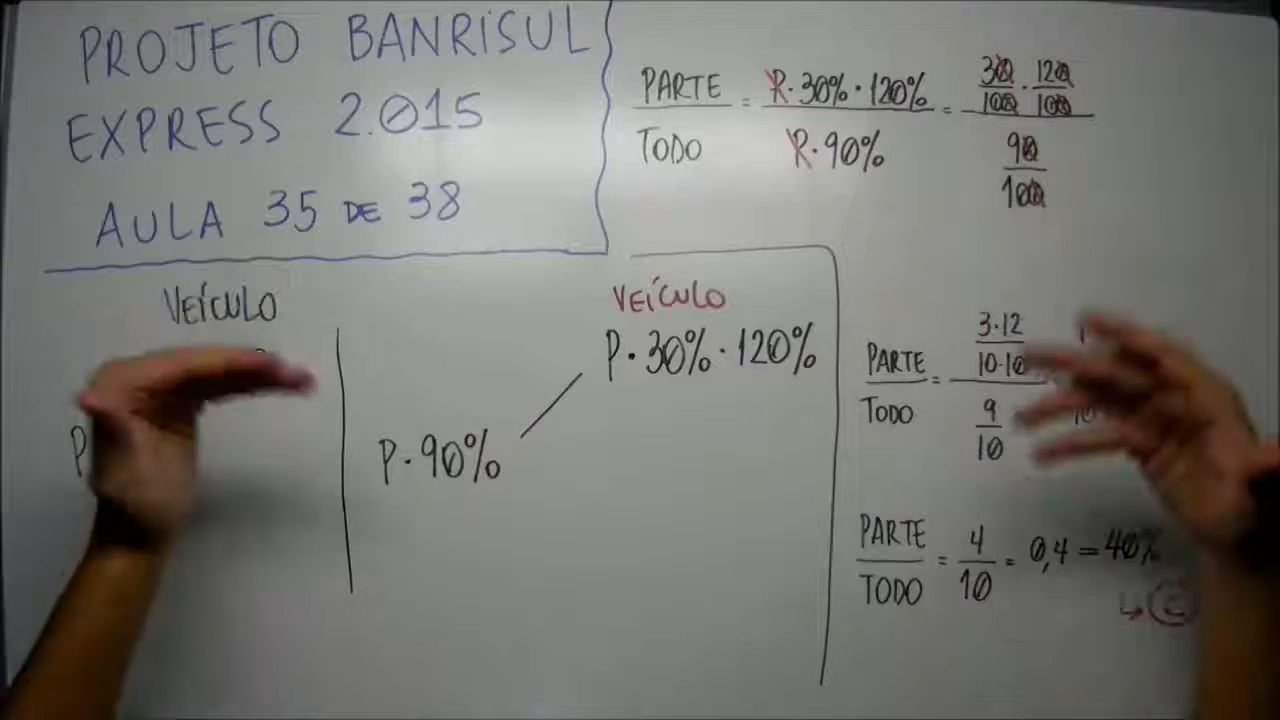 PROJETO BANRISUL
EXPRESS 2.015
AULA 35 DE 38
PARTE/TODO = P·30%·120%/P·90% = 30/100·120/100/90/100
VEÍCULO
P
P·90%
VEÍCULO
P·30%·120%
PARTE/TODO = 3·12/10·10/9/10
PARTE/TODO = 4/10 = 0,4 = 40%
↳ C